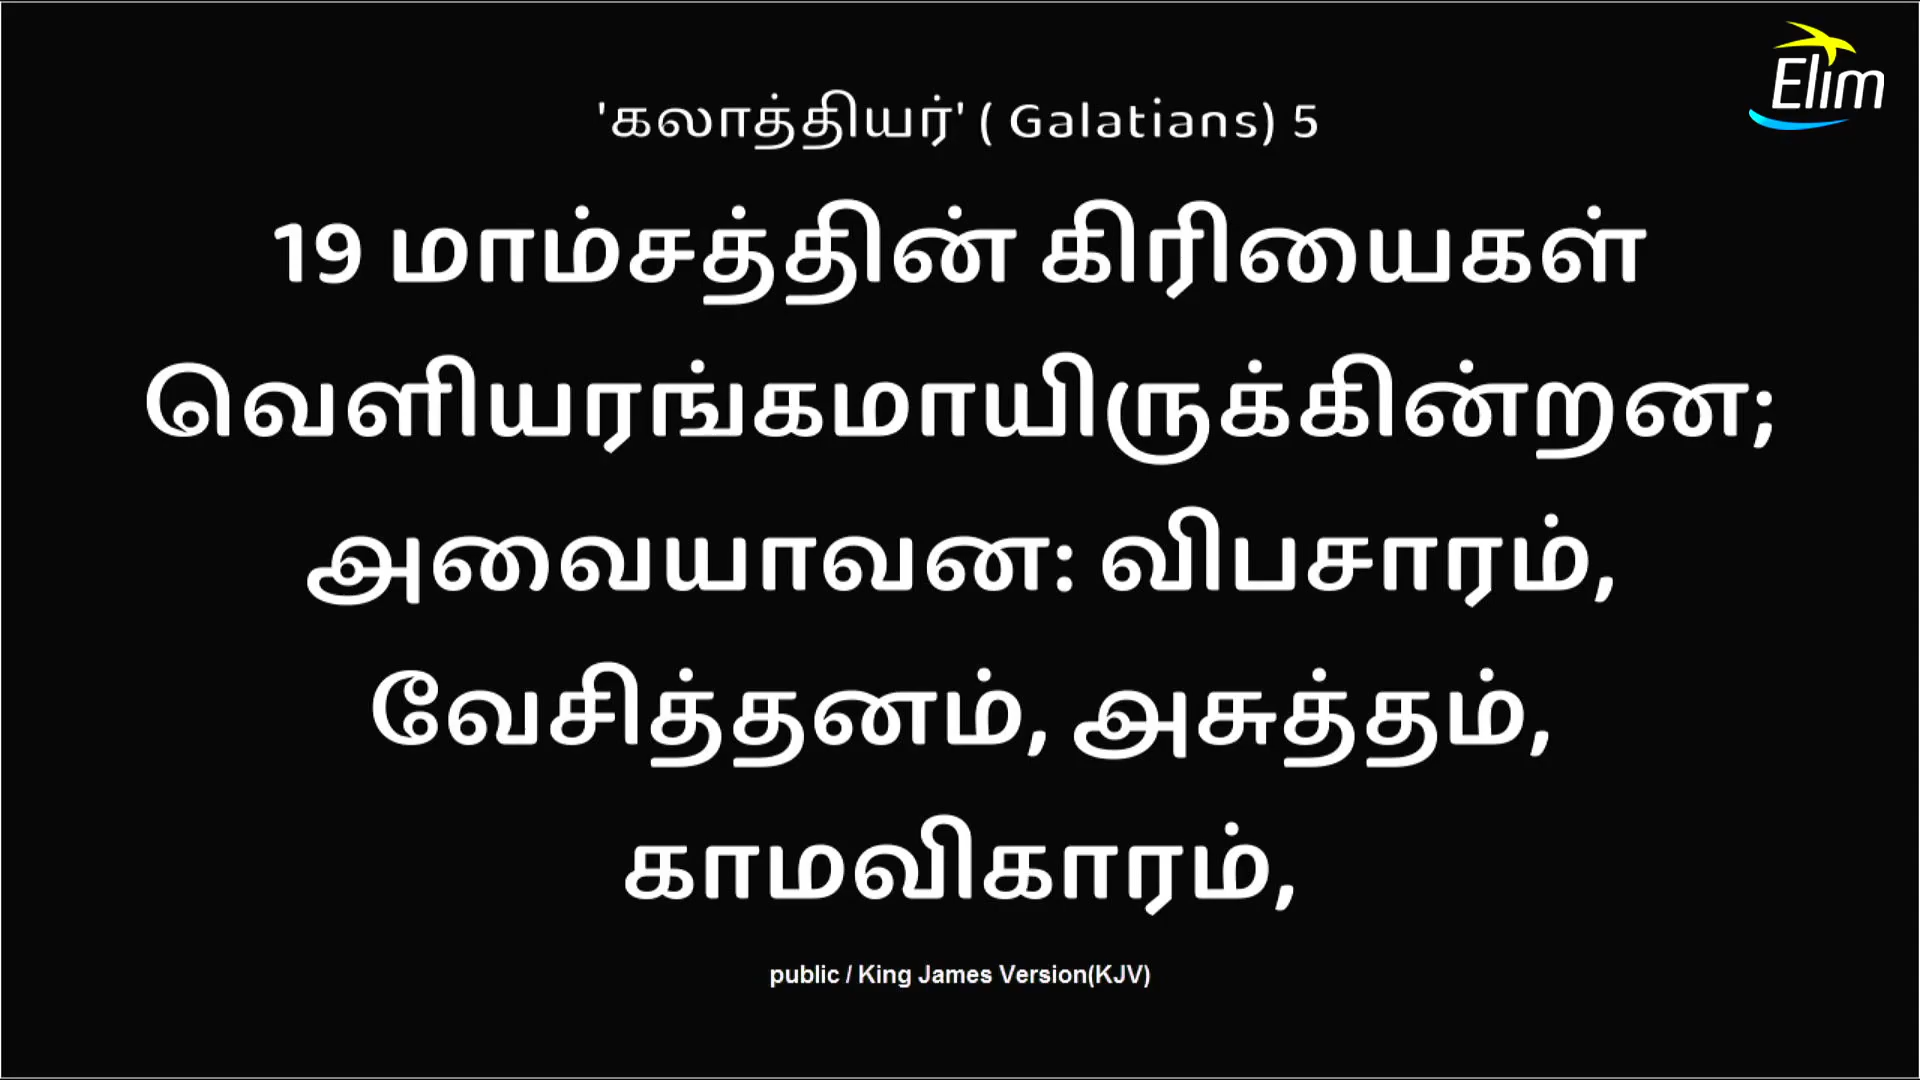 Elim
'கலாத்தியர்' ( Galatians) 5
19 மாம்சத்தின் கிரியைகள்
வெளியரங்கமாயிருக்கின்றன;
அவையாவன: விபசாரம்,
வேசித்தனம், அசுத்தம்,
காமவிகாரம்,
public / King James Version(KJV)